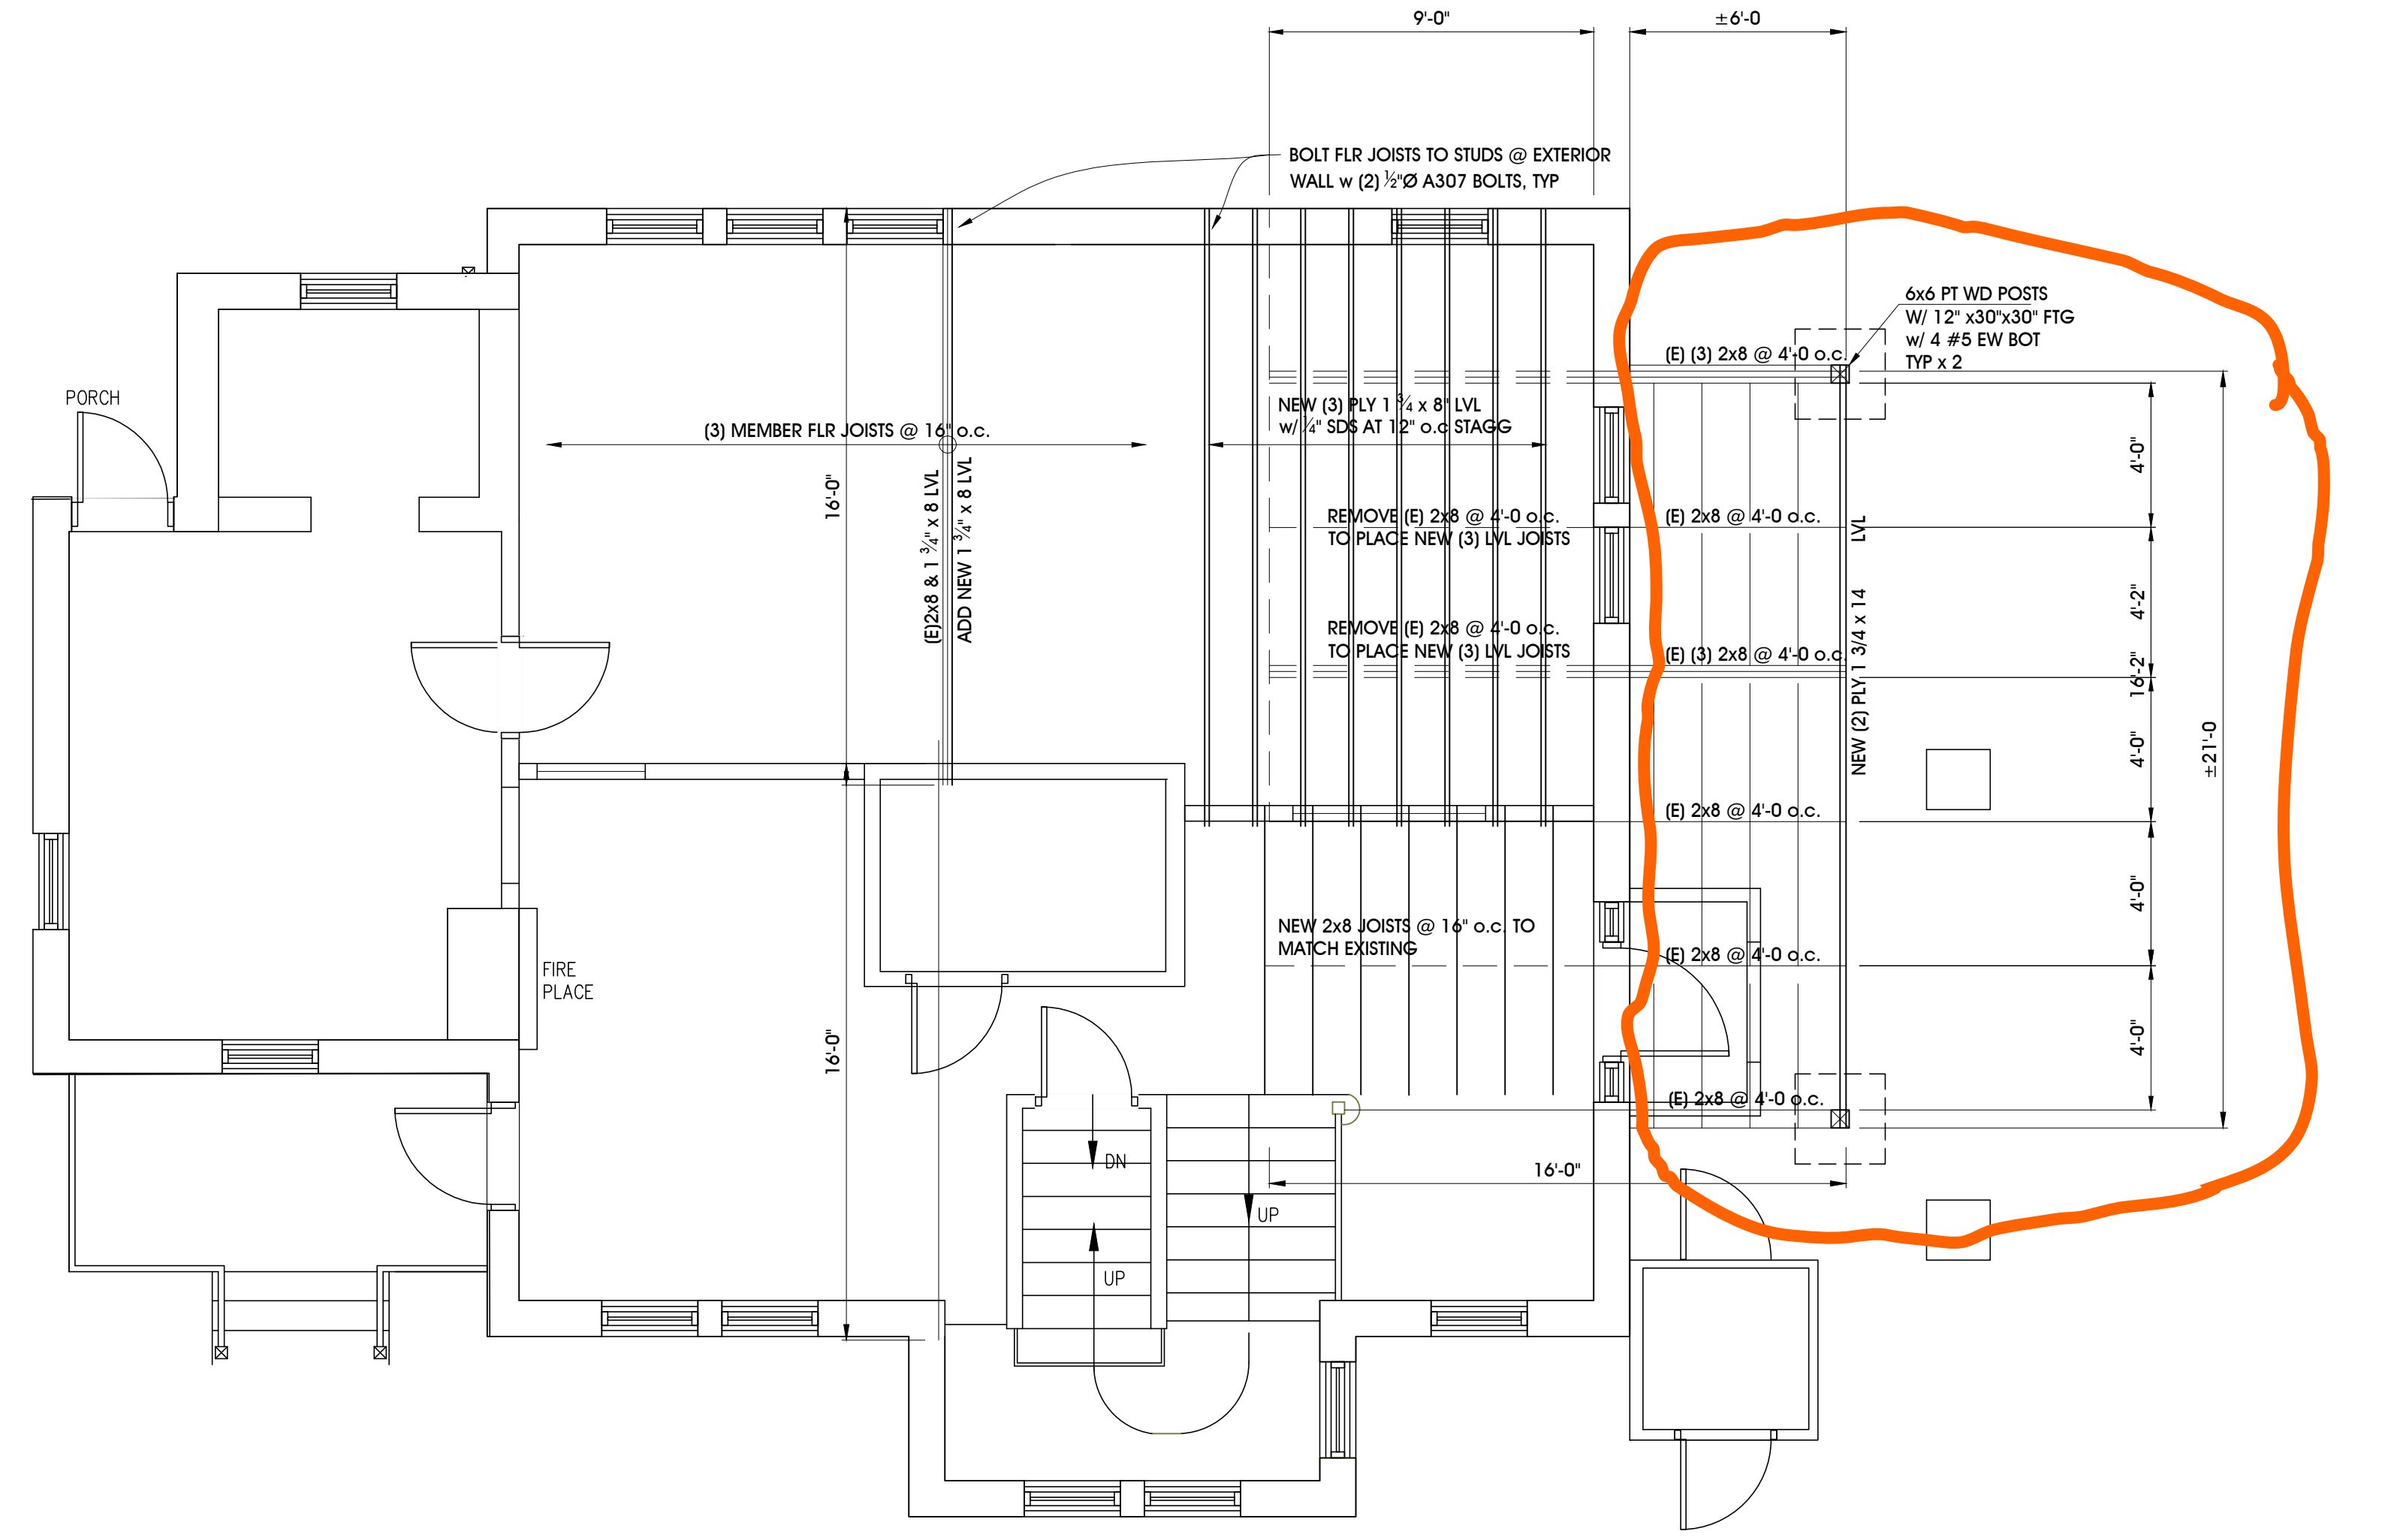 9'-0"
±6'-0
BOLT FLR JOISTS TO STUDS @ EXTERIOR
WALL w (2) ½"Ø A307 BOLTS, TYP
6x6 PT WD POSTS
W/ 12" x30"x30" FTG
w/ 4 #5 EW BOT
TYP x 2
(E) (3) 2x8 @ 4'-0 o.c.
PORCH
NEW (3) PLY 1 ¾ x 8" LVL
w/ ¼" SDS AT 12" o.c STAGG
(3) MEMBER FLR JOISTS @ 16" o.c.
4'-0"
16'-0"
(E)2x8 & 1 ¾" x 8 LVL
ADD NEW 1 ¾" x 8 LVL
REMOVE (E) 2x8 @ 4'-0 o.c.
TO PLACE NEW (3) LVL JOISTS
(E) 2x8 @ 4'-0 o.c.
NEW (2) PLY 1 3/4 x 14 LVL
4'-2"
REMOVE (E) 2x8 @ 4'-0 o.c.
TO PLACE NEW (3) LVL JOISTS
(E) (3) 2x8 @ 4'-0 o.c.
16'-2"
4'-0"
±21'-0
(E) 2x8 @ 4'-0 o.c.
4'-0"
NEW 2x8 JOISTS @ 16" o.c. TO
MATCH EXISTING
(E) 2x8 @ 4'-0 o.c.
FIRE
PLACE
16'-0"
4'-0"
(E) 2x8 @ 4'-0 o.c.
DN
16'-0"
UP
UP